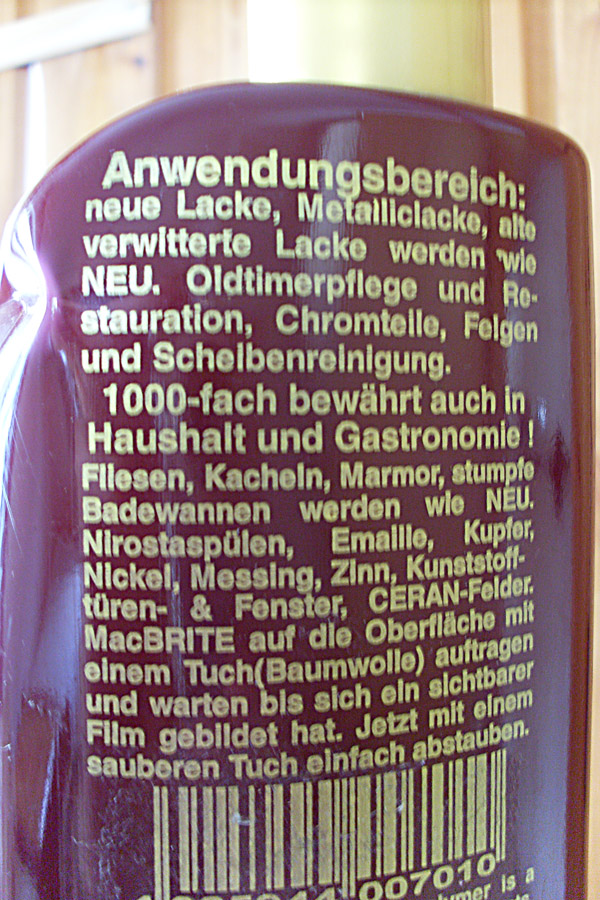 Anwendungsbereich:
neue Lacke, Metalliclacke, alte
verwitterte Lacke werden wie
NEU. Oldtimerpflege und Re-
stauration, Chromteile, Felgen
und Scheibenreinigung.
1000-fach bewährt auch in
Haushalt und Gastronomie !
Fliesen, Kacheln, Marmor, stumpfe
Badewannen werden wie NEU.
Nirostaspülen, Emaille, Kupfer,
Nickel, Messing, Zinn, Kunststoff-
türen- & Fenster, CERAN-Felder.
MacBRITE auf die Oberfläche mit
einem Tuch(Baumwolle) auftragen
und warten bis sich ein sichtbarer
Film gebildet hat. Jetzt mit einem
sauberen Tuch einfach abstauben.
007010
is a